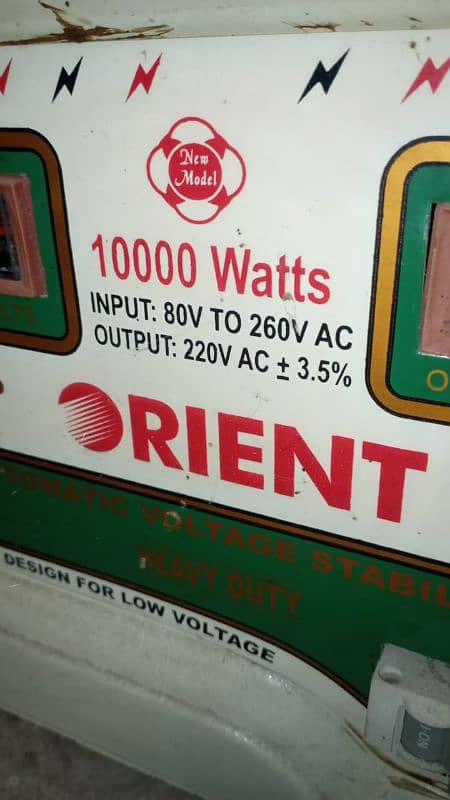 New
Model
10000 Watts
INPUT: 80V TO 260V AC
OUTPUT: 220V AC ± 3.5%
ORIENT
VOLTAGE
HEAVY DUTY
DESIGN FOR LOW VOLTAGE